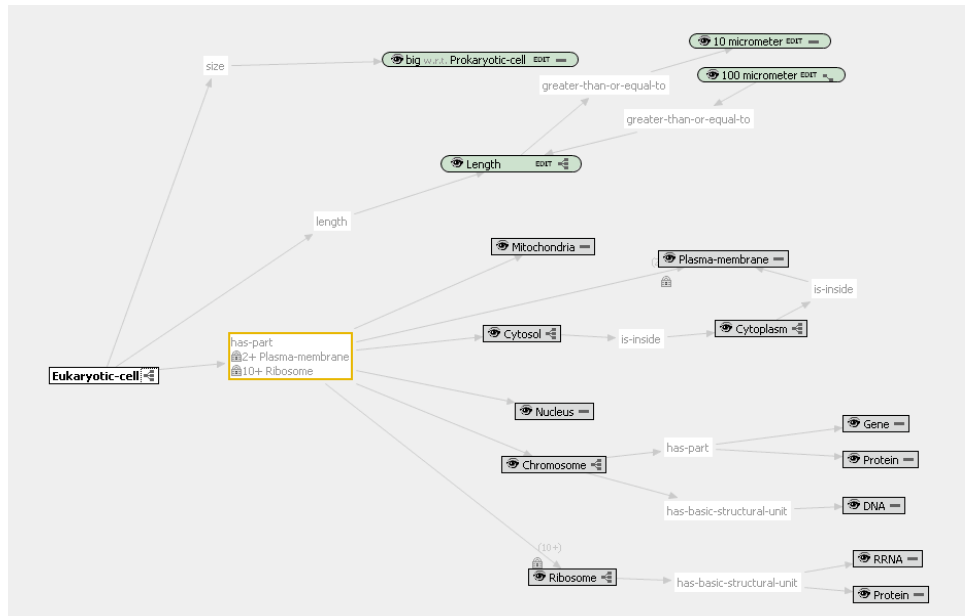 10 micrometer EDIT
big w.r.t. Prokaryotic-cell EDIT
size
100 micrometer EDIT
greater-than-or-equal-to
greater-than-or-equal-to
Length EDIT
length
Mitochondria
Plasma-membrane
is-inside
Cytosol
is-inside
Cytoplasm
has-part
2+ Plasma-membrane
10+ Ribosome
Eukaryotic-cell
Nucleus
Gene
has-part
Protein
Chromosome
has-basic-structural-unit
DNA
(10+)
RRNA
Ribosome
has-basic-structural-unit
Protein